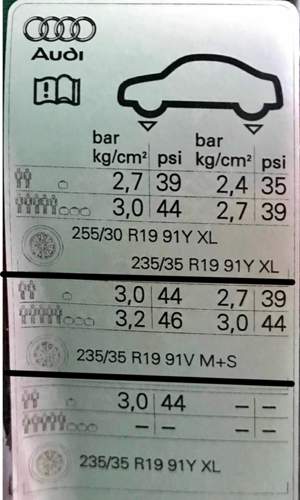 Audi
bar psi bar psi
kg/cm² kg/cm²
2,7 39 2,4 35
3,0 44 2,7 39
255/30 R19 91Y XL
235/35 R19 91Y XL
3,0 44 2,7 39
3,2 46 3,0 44
235/35 R19 91V M+S
3,0 44 – –
– – – –
235/35 R19 91Y XL